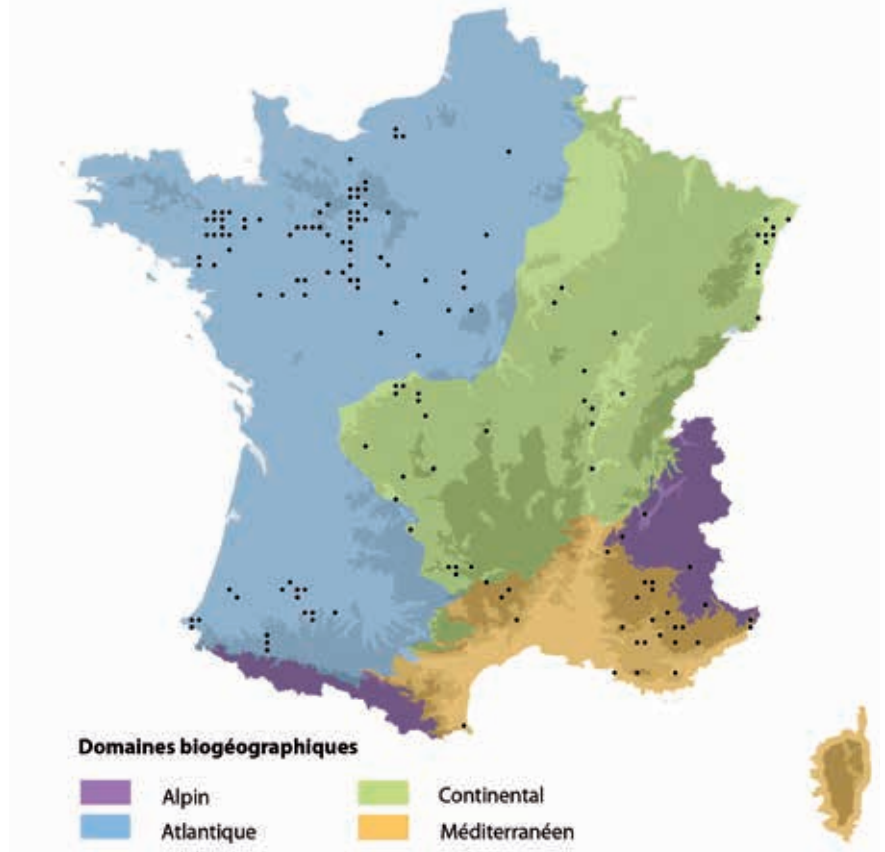 Domaines biogéographiques
Alpin
Continental
Atlantique
Méditerranéen